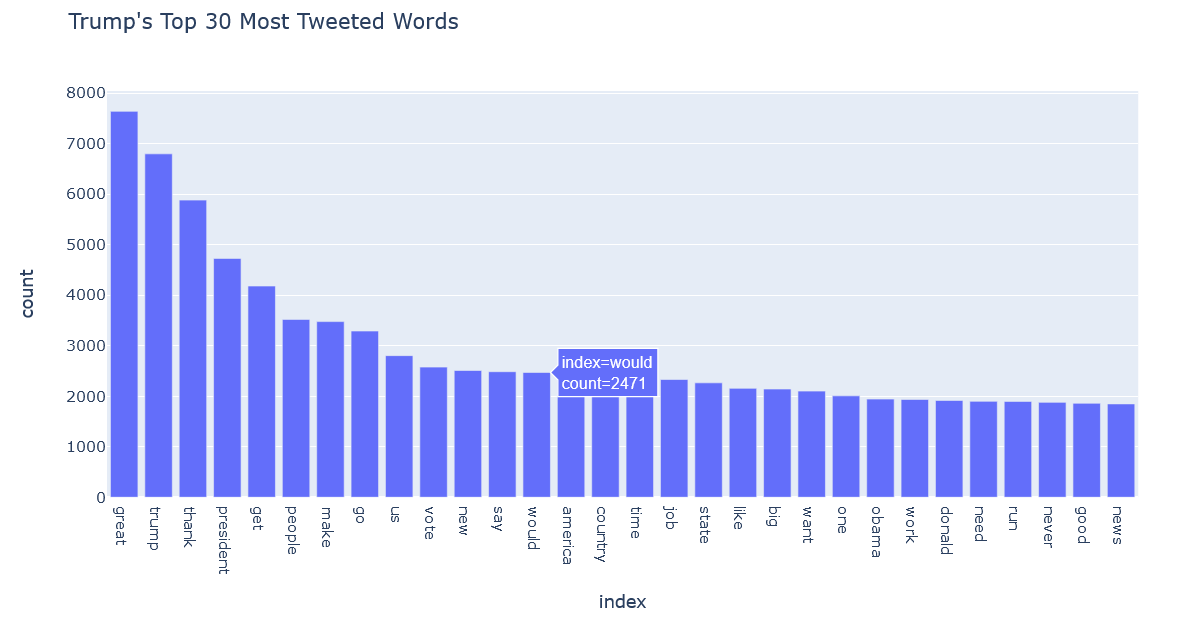 Trump's Top 30 Most Tweeted Words
8000
7000
6000
5000
4000
3000
2000
1000
0
count
index=would
count=2471
great
trump
thank
president
get
people
make
go
us
vote
new
say
would
america
country
time
job
state
like
big
want
one
obama
work
donald
need
run
never
good
news
index